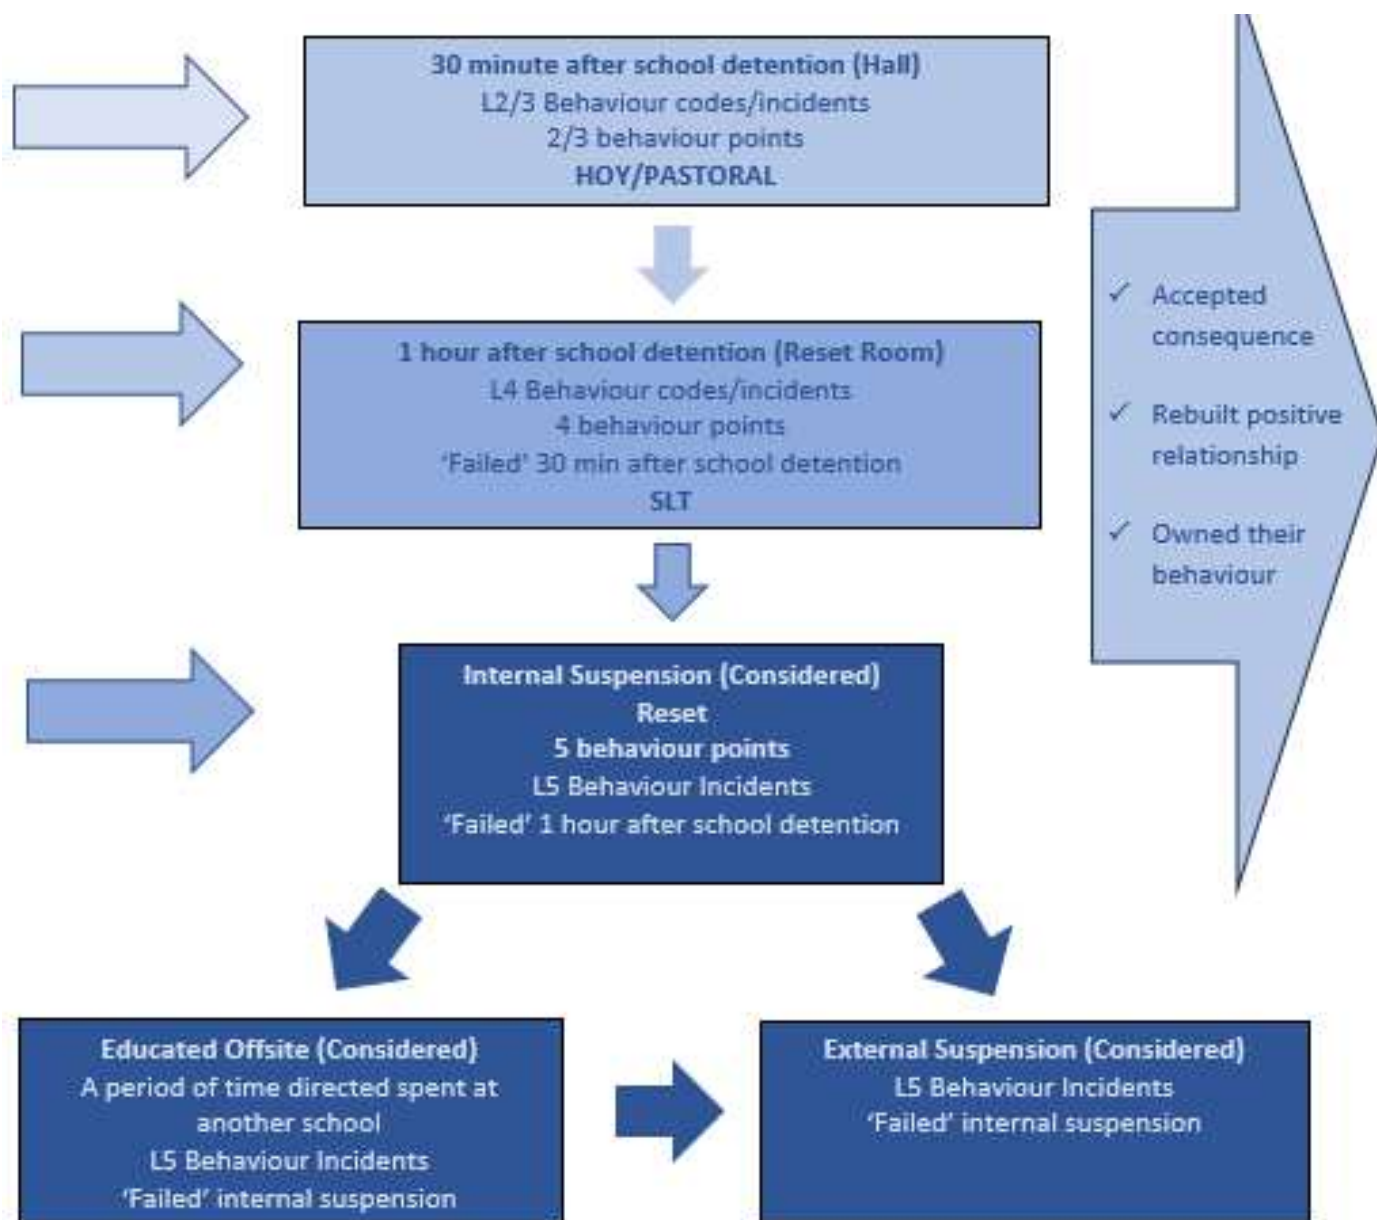 30 minute after school detention (Hall)
L2/3 Behaviour codes/incidents
2/3 behaviour points
HOY/PASTORAL
1 hour after school detention (Reset Room)
L4 Behaviour codes/incidents
4 behaviour points
‘Failed’ 30 min after school detention
SLT
✓ Accepted
consequence
✓ Rebuilt positive
relationship
✓ Owned their
behaviour
Internal Suspension (Considered)
Reset
5 behaviour points
L5 Behaviour Incidents
‘Failed’ 1 hour after school detention
Educated Offsite (Considered)
A period of time directed spent at
another school
L5 Behaviour Incidents
‘Failed’ internal suspension
External Suspension (Considered)
L5 Behaviour Incidents
‘Failed’ internal suspension